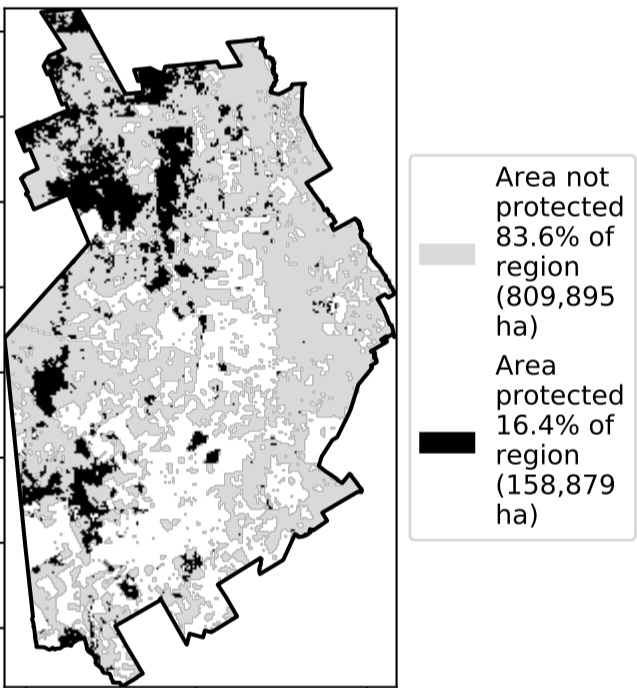 Area not
protected
83.6% of
region
(809,895
ha)
Area
protected
16.4% of
region
(158,879
ha)